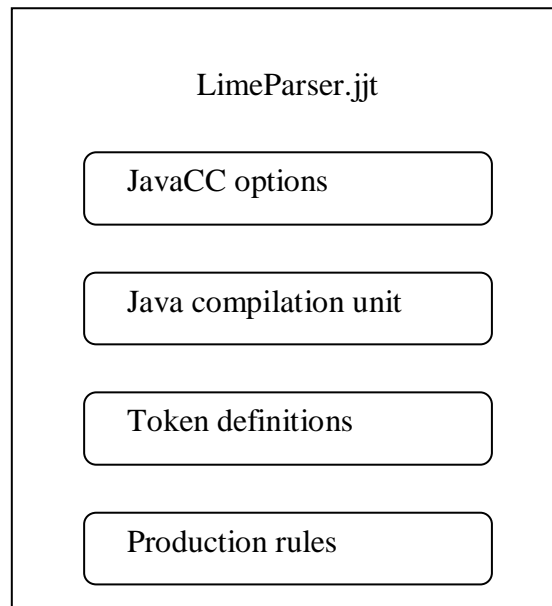 LimeParser.jjt
JavaCC options
Java compilation unit
Token definitions
Production rules